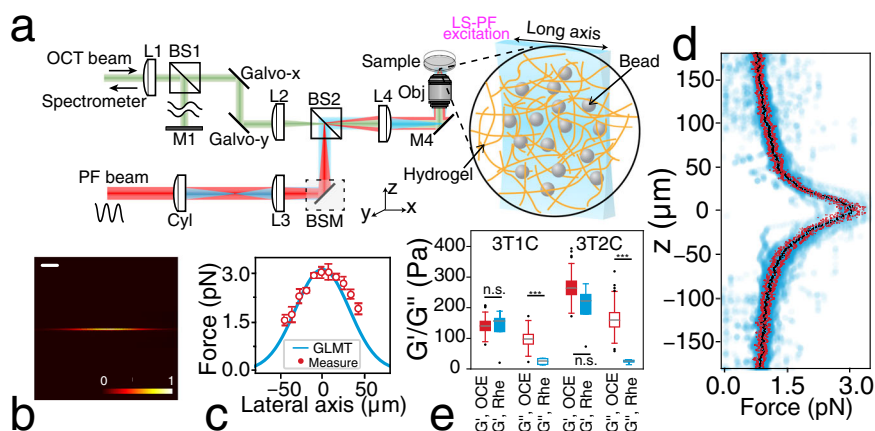 a
OCT beam
L1
BS1
Spectrometer
M1
Galvo-x
Galvo-y
L2
BS2
L4
Sample
Obj
M4
PF beam
Cyl
L3
BSM
z
y
x
LS-PF
excitation
Long axis
Bead
Hydrogel
b
0
1
c
Force (pN)
3.0
1.5
0
GLMT
Measure
−50
0
50
Lateral axis (µm)
e
G'/G'' (Pa)
400
300
200
100
0
3T1C
3T2C
n.s.
***
n.s.
***
G', OCE
G', Rhe
G'', OCE
G'', Rhe
G', OCE
G', Rhe
G'', OCE
G'', Rhe
d
z (µm)
150
100
50
0
−50
−100
−150
0.0
1.5
3.0
Force (pN)